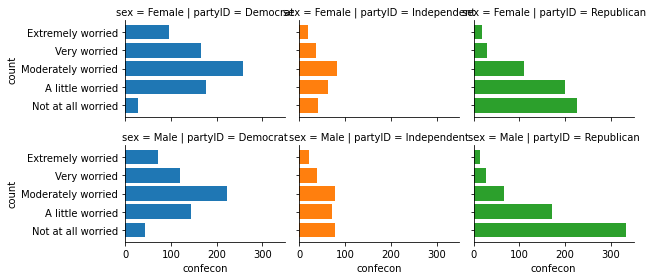 sex = Female | partyID = Democrat sex = Female | partyID = Independent sex = Female | partyID = Republican
Extremely worried
Very worried
Moderately worried
A little worried
Not at all worried
count
sex = Male | partyID = Democrat sex = Male | partyID = Independent sex = Male | partyID = Republican
Extremely worried
Very worried
Moderately worried
A little worried
Not at all worried
count
0 100 200 300 0 100 200 300 0 100 200 300
confecon confecon confecon